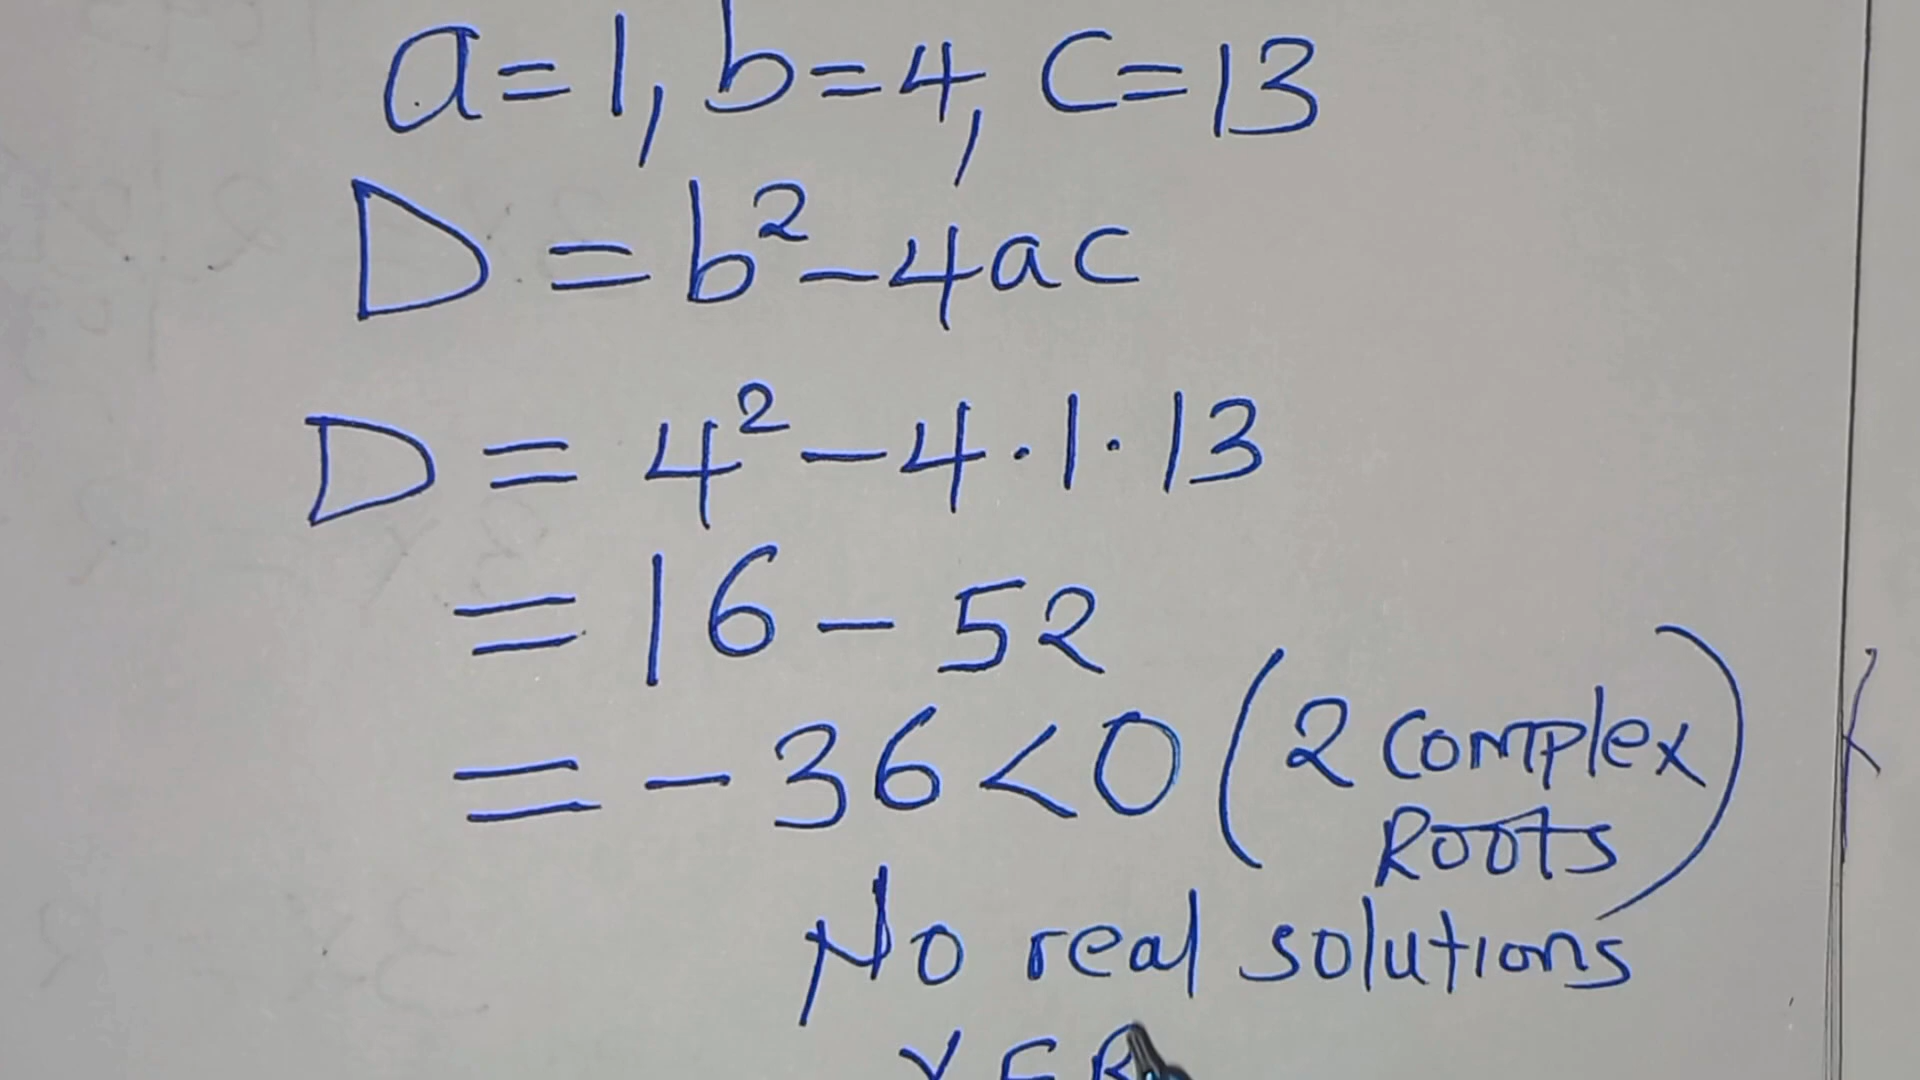 a=1, b=4, c=13
D = b²-4ac
D = 4²-4·1·13
= 16-52
= -36<0 (2 complex
Roots)
No real solutions